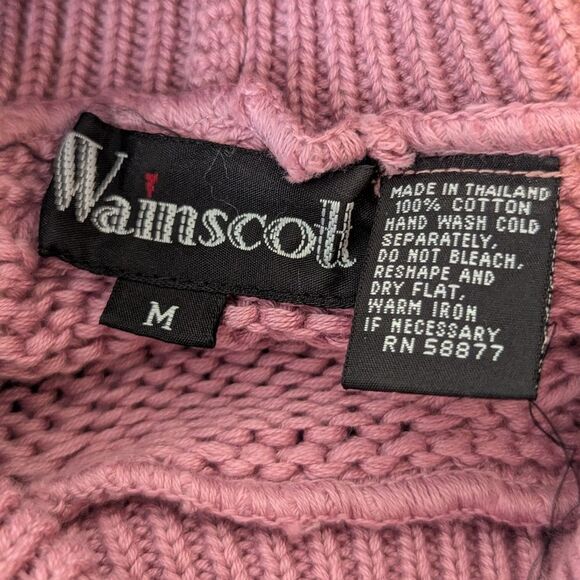 Wainscott
M
MADE IN THAILAND
100% COTTON
HAND WASH COLD
SEPARATELY,
DO NOT BLEACH,
RESHAPE AND
DRY FLAT,
WARM IRON
IF NECESSARY
RN 58877